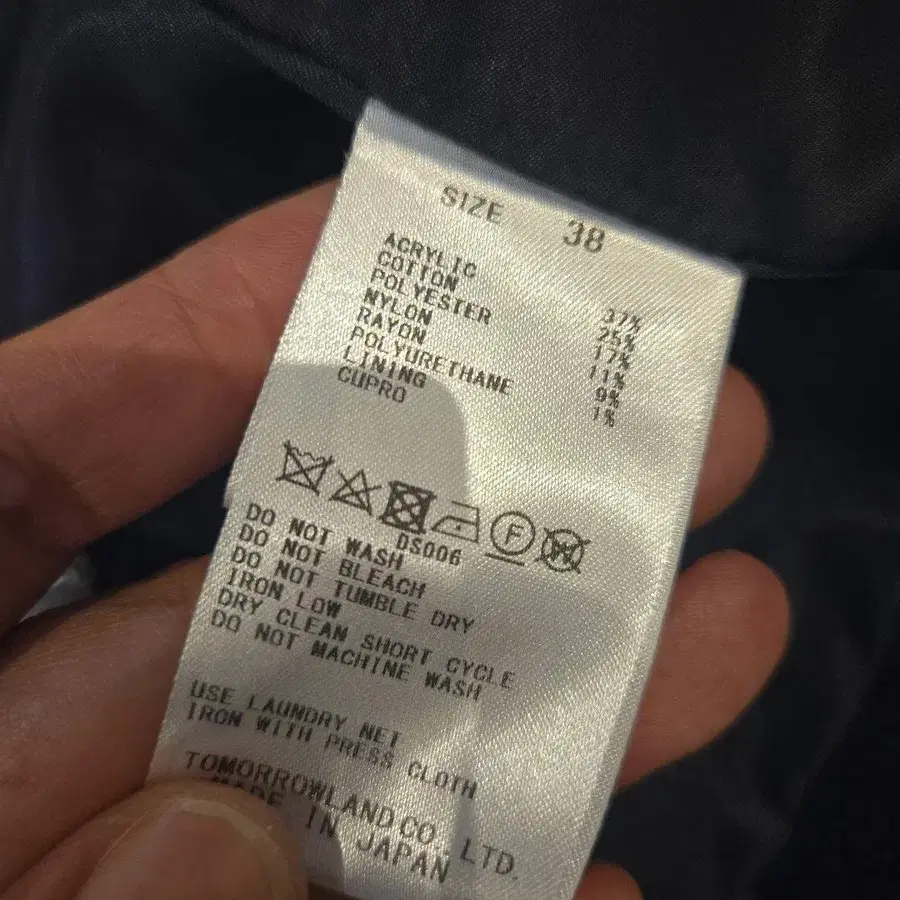 SIZE 38
ACRYLIC 37%
COTTON 25%
POLYESTER 17%
NYLON 11%
RAYON 9%
POLYURETHANE 1%
LINING
CUPRO
F
W
DS006
DO NOT WASH
DO NOT BLEACH
DO NOT TUMBLE DRY
IRON LOW
DRY CLEAN SHORT CYCLE
DO NOT MACHINE WASH
USE LAUNDRY NET
IRON WITH PRESS CLOTH
TOMORROWLAND CO., LTD.
MADE IN JAPAN